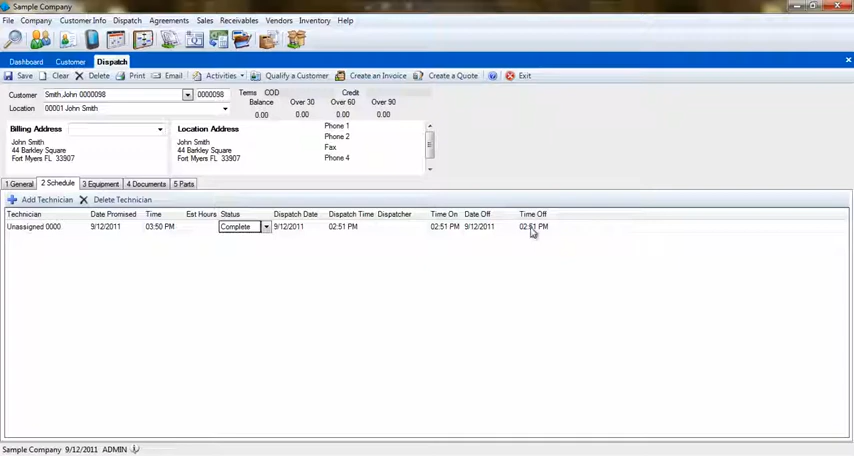 Sample Company
File Company Customer Info Dispatch Agreements Sales Receivables Vendors Inventory Help
Dashboard Customer Dispatch
Save Clear Delete Print Email Activities Qualify a Customer Create an Invoice Create a Quote Exit
Customer Smith,John 0000098 0000098 Terms COD Credit
Location 00001 John Smith Balance Over 30 Over 60 Over 90
0.00 0.00 0.00 0.00
Billing Address
John Smith
44 Barkley Square
Fort Myers FL 33907
Location Address
John Smith
44 Barkley Square
Fort Myers FL 33907
Phone 1
Phone 2
Fax
Phone 4
1 General 2 Schedule 3 Equipment 4 Documents 5 Parts
Add Technician Delete Technician
Technician Date Promised Time Est Hours Status Dispatch Date Dispatch Time Dispatcher Time On Date Off Time Off
Unassigned 0000 9/12/2011 03:50 PM Complete 9/12/2011 02:51 PM 02:51 PM 9/12/2011 02:51 PM
Sample Company 9/12/2011 ADMIN